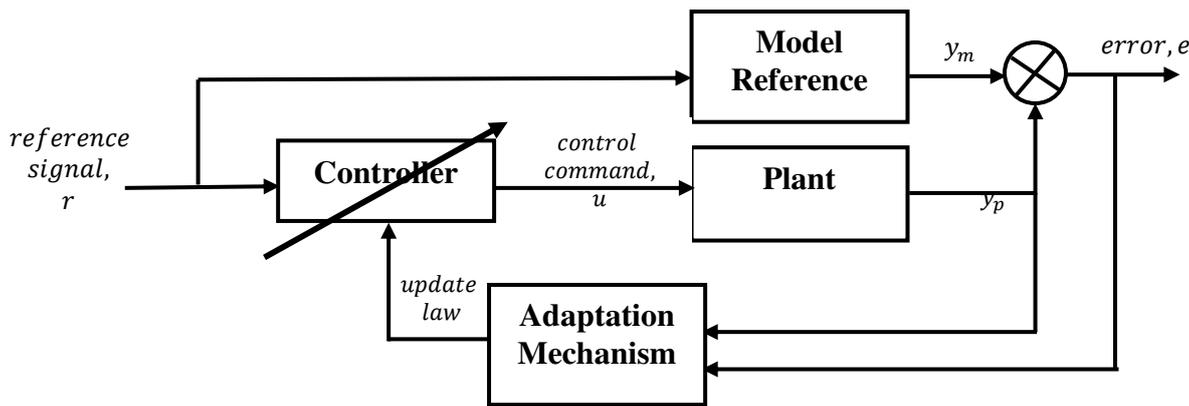 Model
Reference
y_m
error, e
reference
signal,
r
Controller
control
command,
u
Plant
y_p
update
law
Adaptation
Mechanism